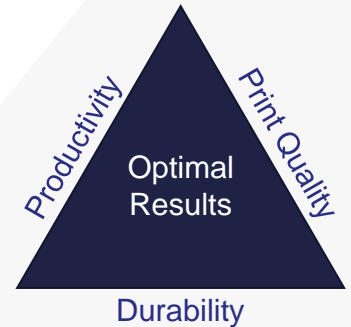 Productivity
Print Quality
Optimal
Results
Durability